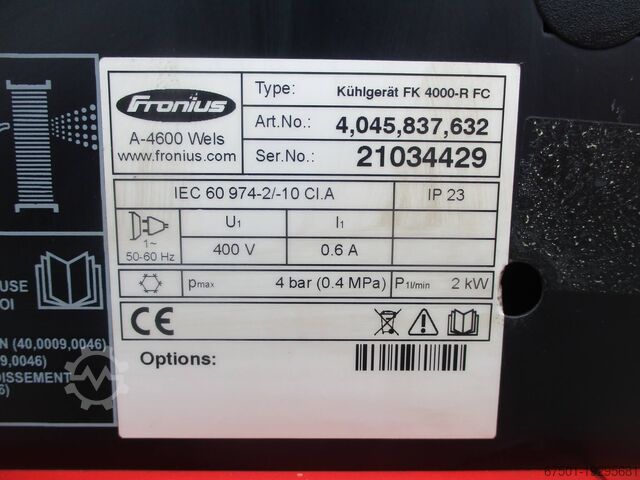 Fronius
A-4600 Wels
www.fronius.com
Type: Kühlgerät FK 4000-R FC
Art.No.: 4,045,837,632
Ser.No.: 21034429
IEC 60 974-2/-10 Cl.A IP 23
1~
50-60 Hz
U1 I1
400 V 0.6 A
pmax 4 bar (0.4 MPa) P1l/min 2 kW
CE
Options:
USE
OI
N (40,0009,0046)
9,0046)
DISSEMENT
6)
67501-19295681